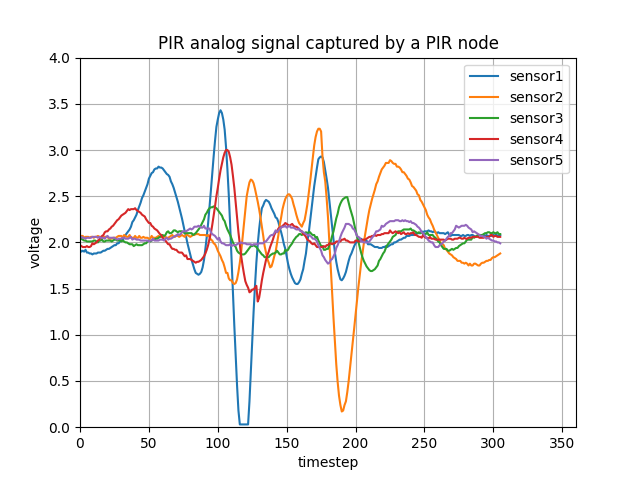 PIR analog signal captured by a PIR node
4.0
3.5
3.0
2.5
2.0
1.5
1.0
0.5
0.0
voltage
sensor1
sensor2
sensor3
sensor4
sensor5
0 50 100 150 200 250 300 350
timestep